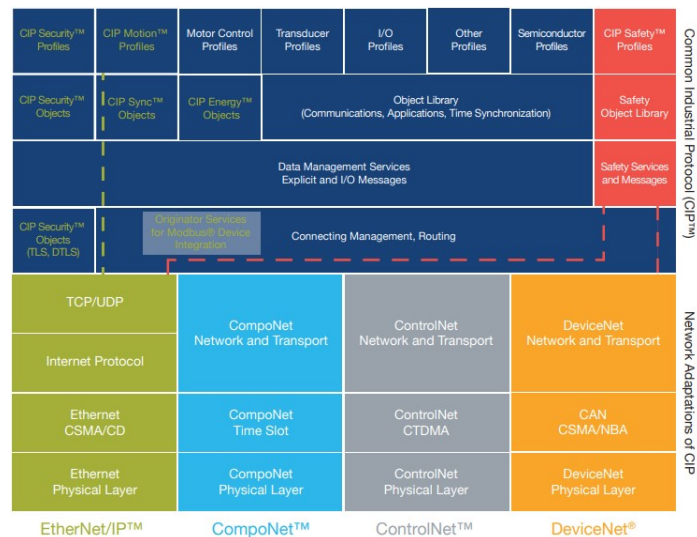 CIP Security™
Profiles
CIP Motion™
Profiles
Motor Control
Profiles
Transducer
Profiles
I/O
Profiles
Other
Profiles
Semiconductor
Profiles
CIP Safety™
Profiles
CIP Security™
Objects
CIP Sync™
Objects
CIP Energy™
Objects
Object Library
(Communications, Applications, Time Synchronization)
Safety
Object Library
Data Management Services
Explicit and I/O Messages
Safety Services
and Messages
CIP Security™
Objects
(TLS, DTLS)
Originator Services
for Modbus® Device
Integration
Connecting Management, Routing
Common Industrial Protocol (CIP™)
TCP/UDP
Internet Protocol
CompoNet
Network and Transport
ControlNet
Network and Transport
DeviceNet
Network and Transport
Ethernet
CSMA/CD
CompoNet
Time Slot
ControlNet
CTDMA
CAN
CSMA/NBA
Ethernet
Physical Layer
CompoNet
Physical Layer
ControlNet
Physical Layer
DeviceNet
Physical Layer
Network Adaptations of CIP
EtherNet/IP™
CompoNet™
ControlNet™
DeviceNet®